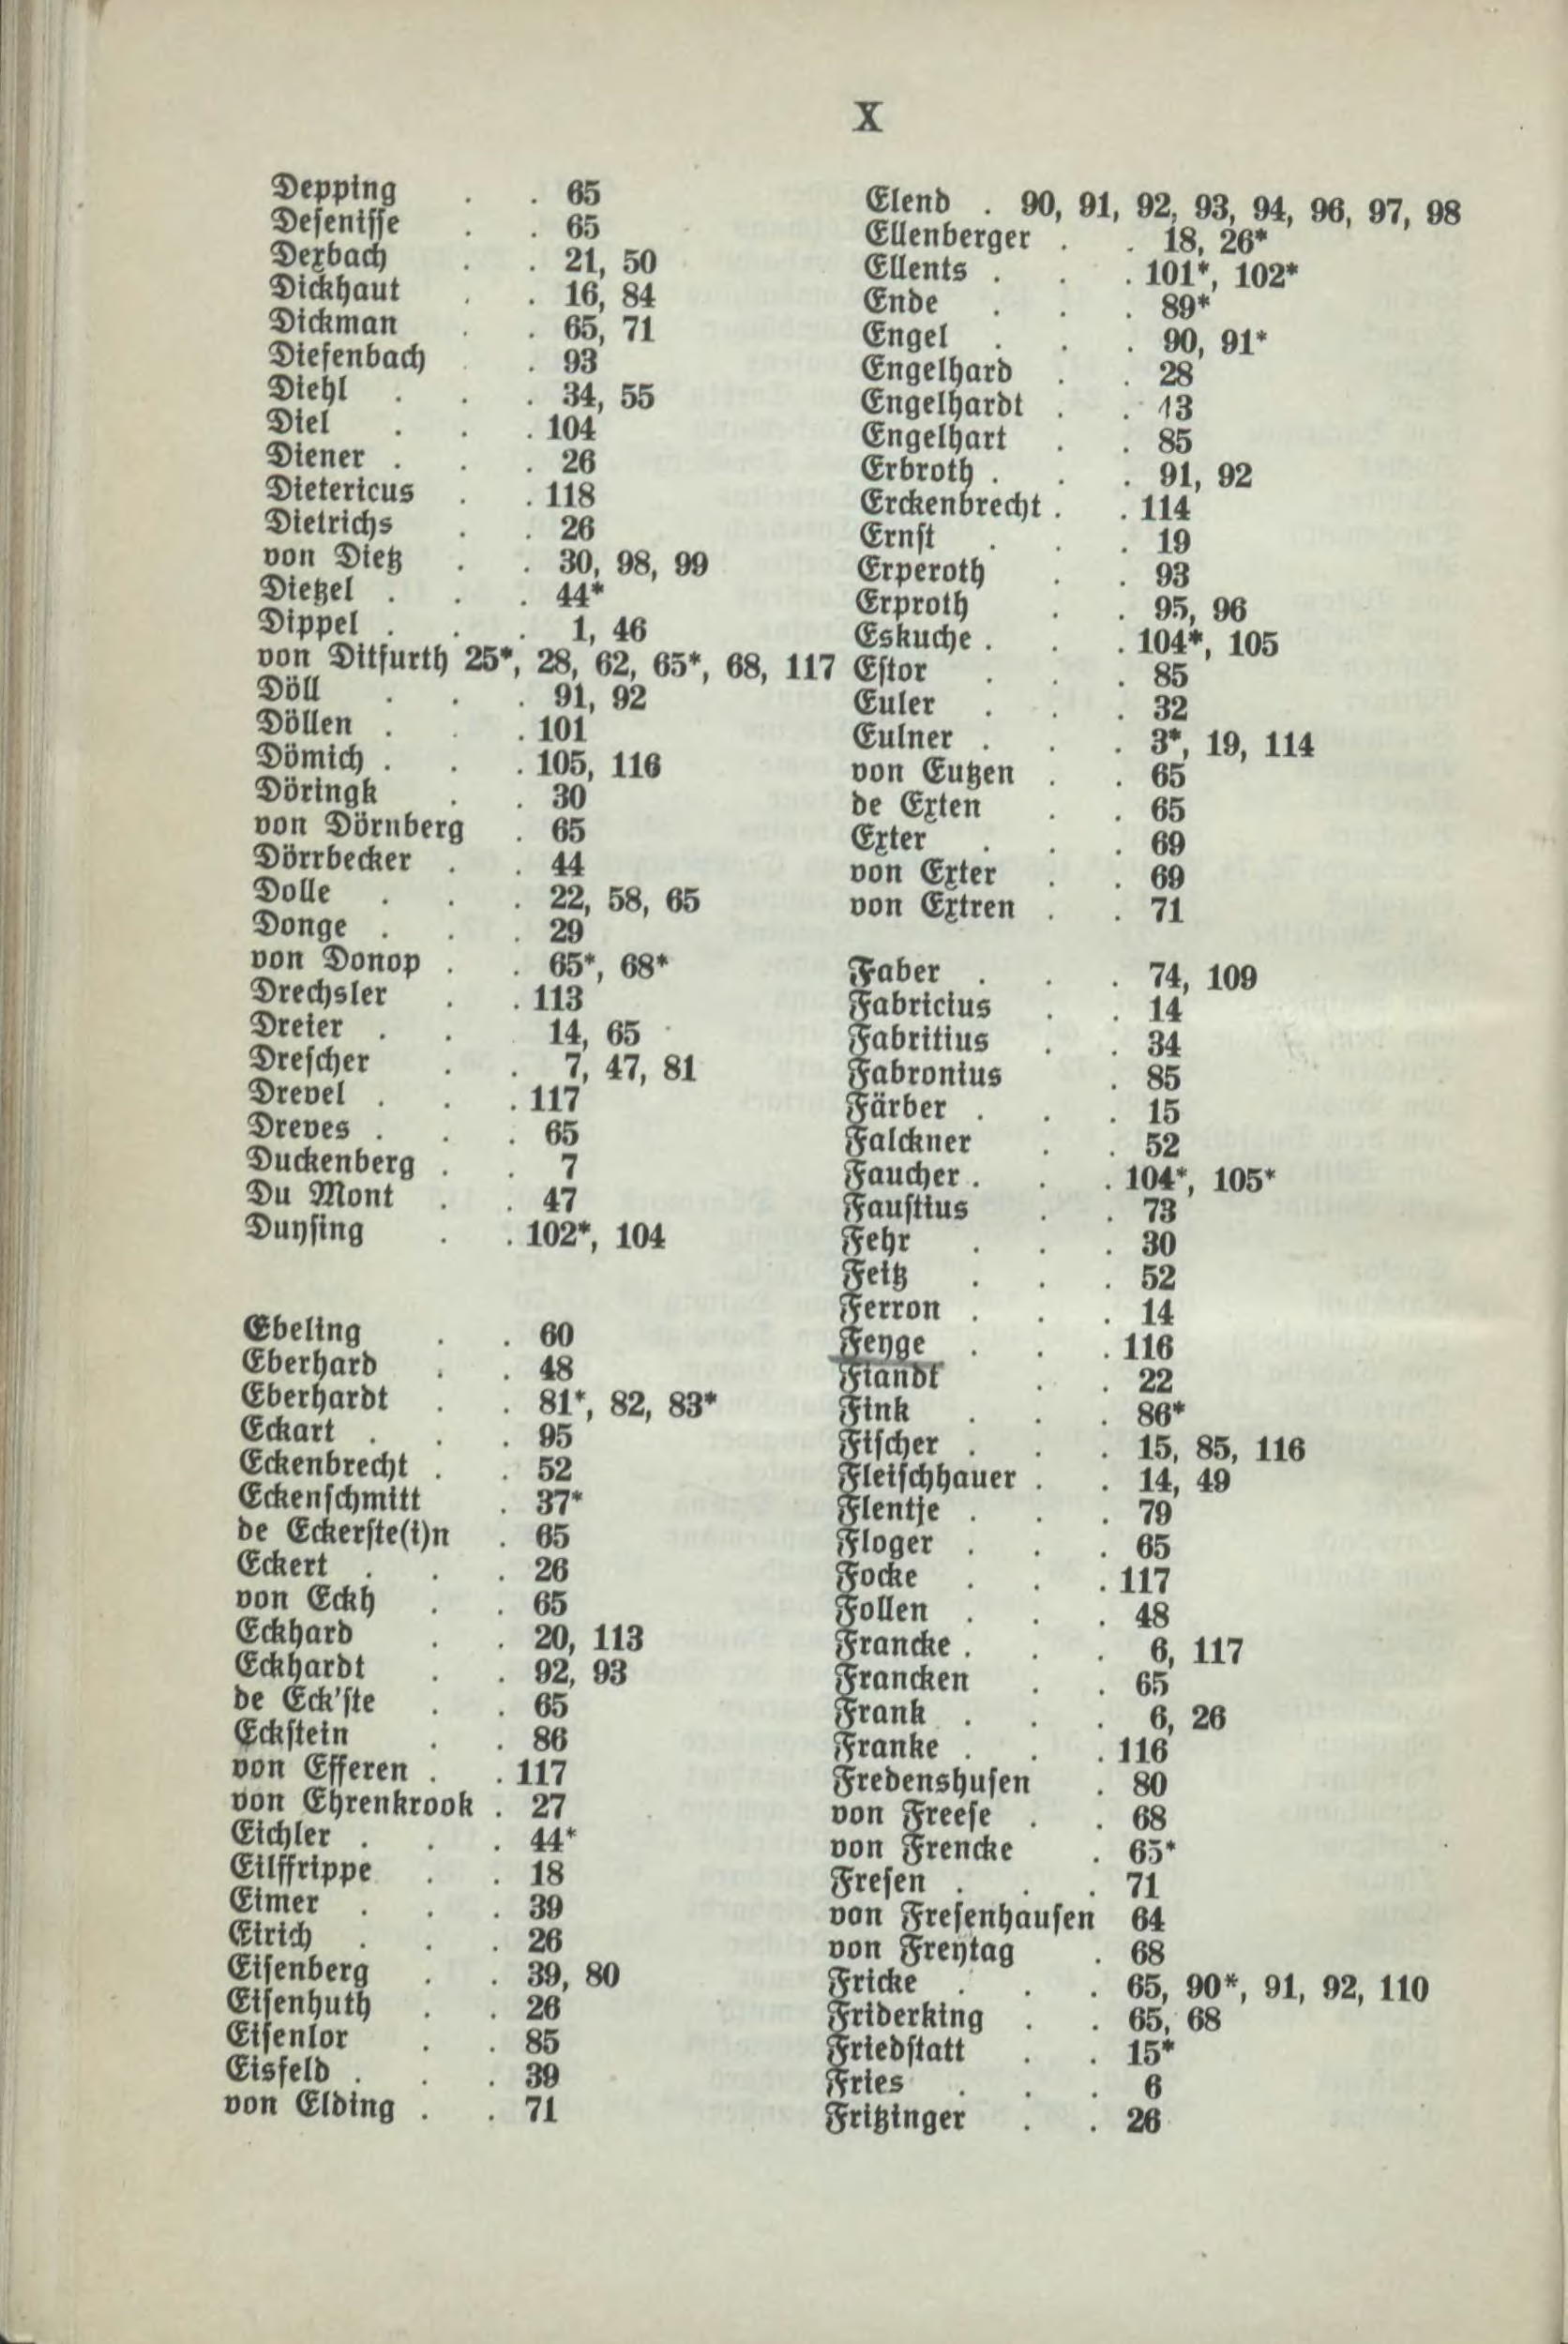 X
Depping . . 65
Desenisse . . 65
Dexbach . . 21, 50
Dickhaut . . 16, 84
Dickman . . 65, 71
Diefenbach . . 93
Diehl . . . 34, 55
Diel . . . 104
Diener . . . 26
Dietericus . . 118
Dietrichs . . 26
von Dietz . . 30, 98, 99
Dietzel . . . 44*
Dippel . . . 1, 46
von Ditfurth 25*, 28, 62, 65*, 68, 117
Döll . . . 91, 92
Döllen . . . 101
Dömich . . . 105, 116
Döringk . . 30
von Dörnberg . 65
Dörrbecker . . 44
Dolle . . . 22, 58, 65
Donge . . . 29
von Donop . . 65*, 68*
Drechsler . . 113
Dreier . . 14, 65
Drescher . . 7, 47, 81
Drevel . . . 117
Dreves . . . 65
Duckenberg . . 7
Du Mont . . 47
Duysing . . 102*, 104
Ebeling . . 60
Eberhard . . 48
Eberhardt . . 81*, 82, 83*
Eckart . . . 95
Eckenbrecht . . 52
Eckenschmitt . 37*
de Eckerste(i)n . 65
Eckert . . . 26
von Eckh . . 65
Eckhard . . 20, 113
Eckhardt . . 92, 93
de Eck'ste . . 65
Eckstein . . 86
von Efferen . . 117
von Ehrenkrook . 27
Eichler . . . 44*
Eilffrippe . . 18
Eimer . . . 39
Eirich . . . 26
Eisenberg . . 39, 80
Eisenhuth . . 26
Eisenlor . . 85
Eisfeld . . . 39
von Elding . . 71
Elend . 90, 91, 92, 93, 94, 96, 97, 98
Ellenberger . . 18, 26*
Ellents . . . 101*, 102*
Ende . . . 89*
Engel . . . 90, 91*
Engelhard . . 28
Engelhardt . . 13
Engelhart . . 85
Erbroth . . . 91, 92
Erckenbrecht . . 114
Ernst . . . 19
Erperoth . . 93
Erproth . . 95, 96
Eskuche . . . 104*, 105
Estor . . . 85
Euler . . . 32
Eulner . . . 3*, 19, 114
von Eutzen . . 65
de Exten . . 65
Exter . . . 69
von Exter . . 69
von Extren . . 71
Faber . . . 74, 109
Fabricius . . 14
Fabritius . . 34
Fabronius . 85
Färber . . . 15
Falckner . . 52
Faucher . . . 104*, 105*
Faustius . . 73
Fehr . . . 30
Feitz . . . 52
Ferron . . . 14
Feyge . . . 116
Fiandt . . 22
Fink . . . 86*
Fischer . . . 15, 85, 116
Fleischhauer . . 14, 49
Flentje . . . 79
Floger . . . 65
Focke . . . 117
Follen . . . 48
Francke . . . 6, 117
Francken . . 65
Frank . . . 6, 26
Franke . . . 116
Fredenshusen . 80
von Freese . . 68
von Frencke . 65*
Fresen . . . 71
von Fresenhausen 64
von Freytag . 68
Fricke . . . 65, 90*, 91, 92, 110
Friderking . . 65, 68
Friedstatt . . 15*
Fries . . . 6
Fritzinger . . 26